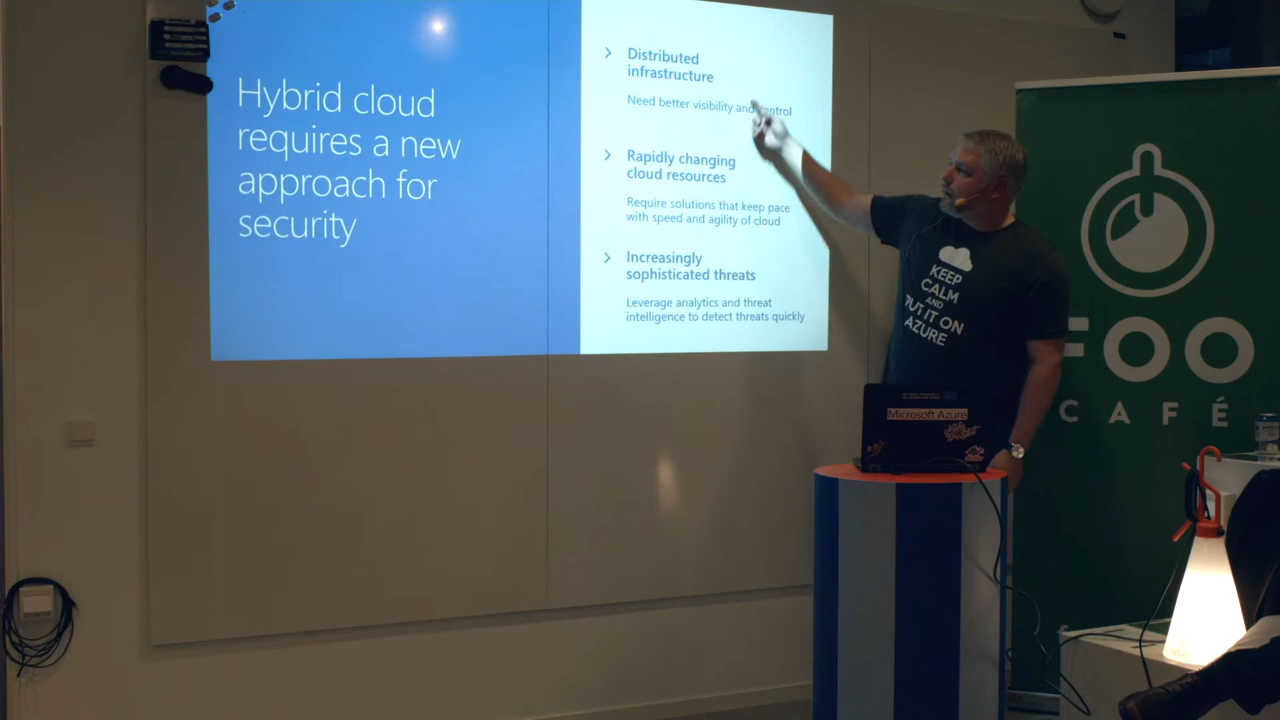 Hybrid cloud
requires a new
approach for
security
Distributed
infrastructure
Need better visibility and
Rapidly changing
cloud resources
Require solutions that keep pace
with speed and agility of cloud
Increasingly
sophisticated threats
Leverage analytics and threat
intelligence to detect threats quickly
KEEP
CALM
AND
PUT IT ON
AZURE
Microsoft Azure
FOO
CAFÉ